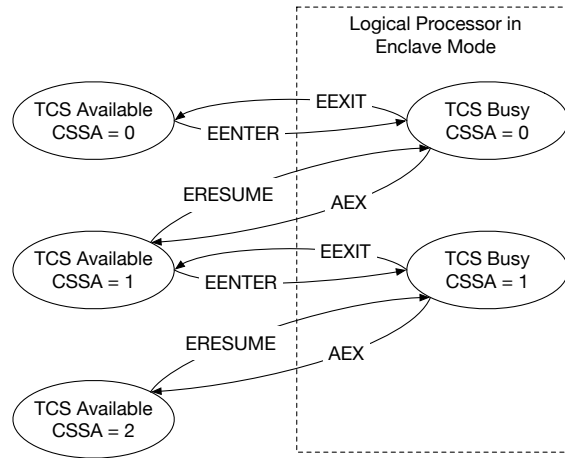 Logical Processor in
Enclave Mode
TCS Available
CSSA = 0
EEXIT
EENTER
TCS Busy
CSSA = 0
ERESUME
AEX
TCS Available
CSSA = 1
EEXIT
EENTER
TCS Busy
CSSA = 1
ERESUME
AEX
TCS Available
CSSA = 2